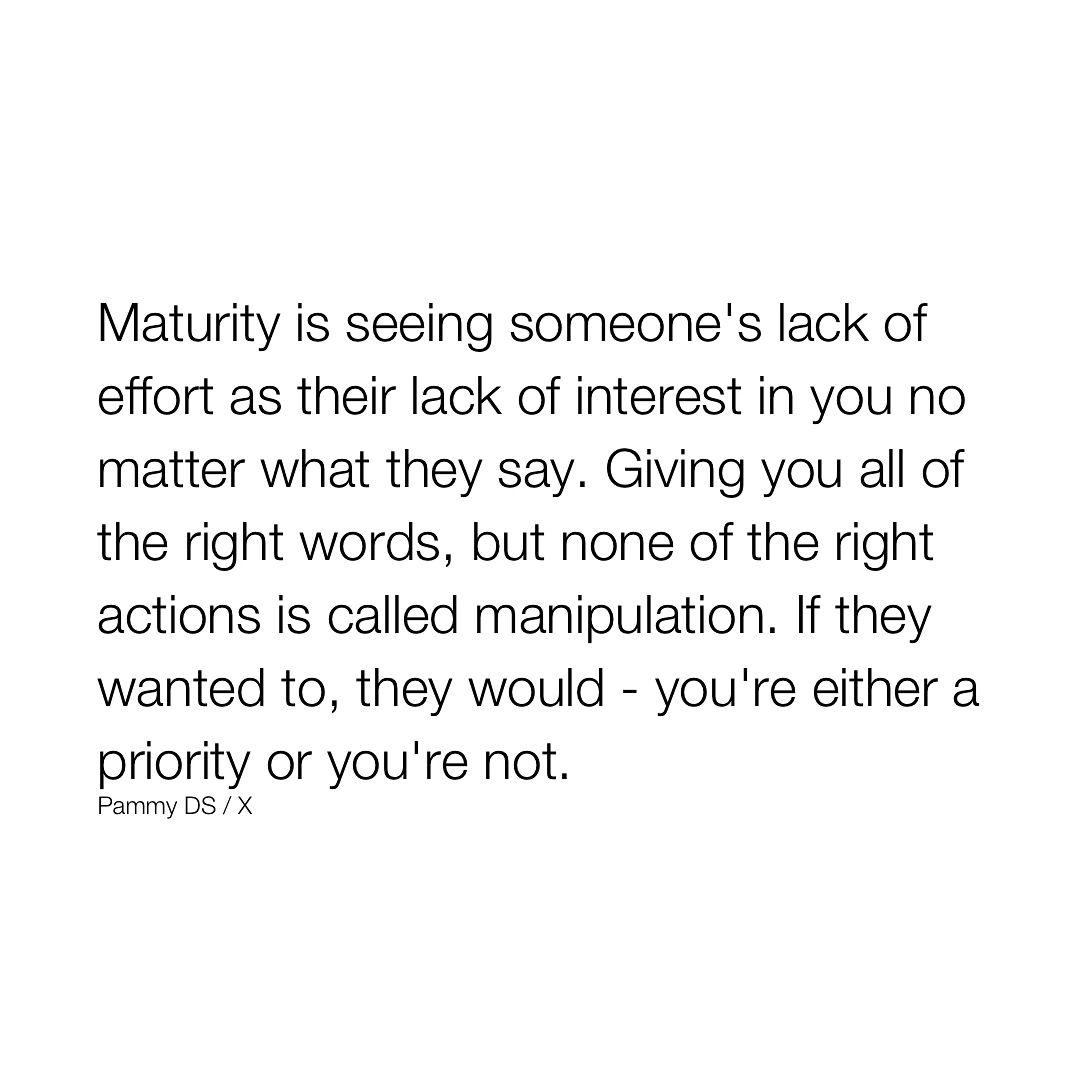 Maturity is seeing someone's lack of
effort as their lack of interest in you no
matter what they say. Giving you all of
the right words, but none of the right
actions is called manipulation. If they
wanted to, they would - you're either a
priority or you're not.
Pammy DS / X